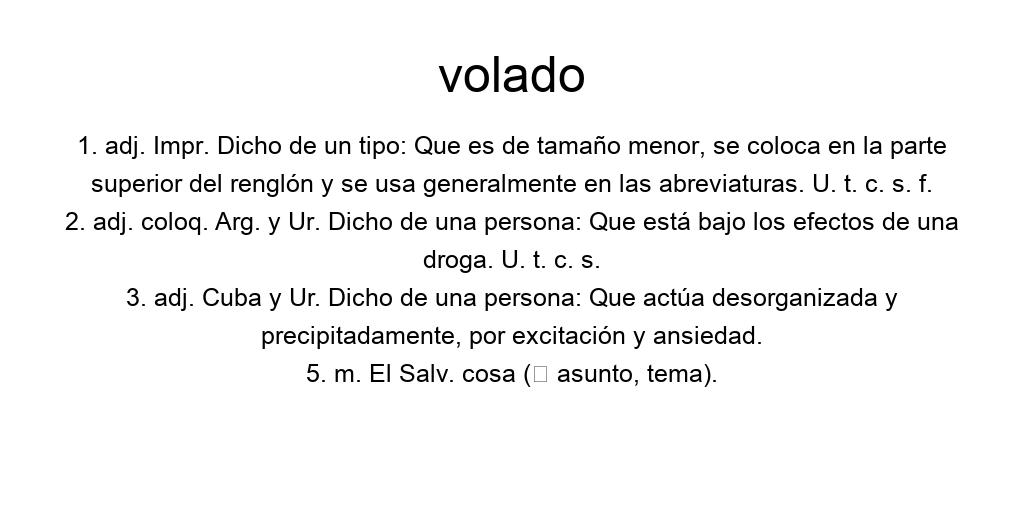 volado
1. adj. Impr. Dicho de un tipo: Que es de tamaño menor, se coloca en la parte
superior del renglón y se usa generalmente en las abreviaturas. U. t. c. s. f.
2. adj. coloq. Arg. y Ur. Dicho de una persona: Que está bajo los efectos de una
droga. U. t. c. s.
3. adj. Cuba y Ur. Dicho de una persona: Que actúa desorganizada y
precipitadamente, por excitación y ansiedad.
5. m. El Salv. cosa (□ asunto, tema).